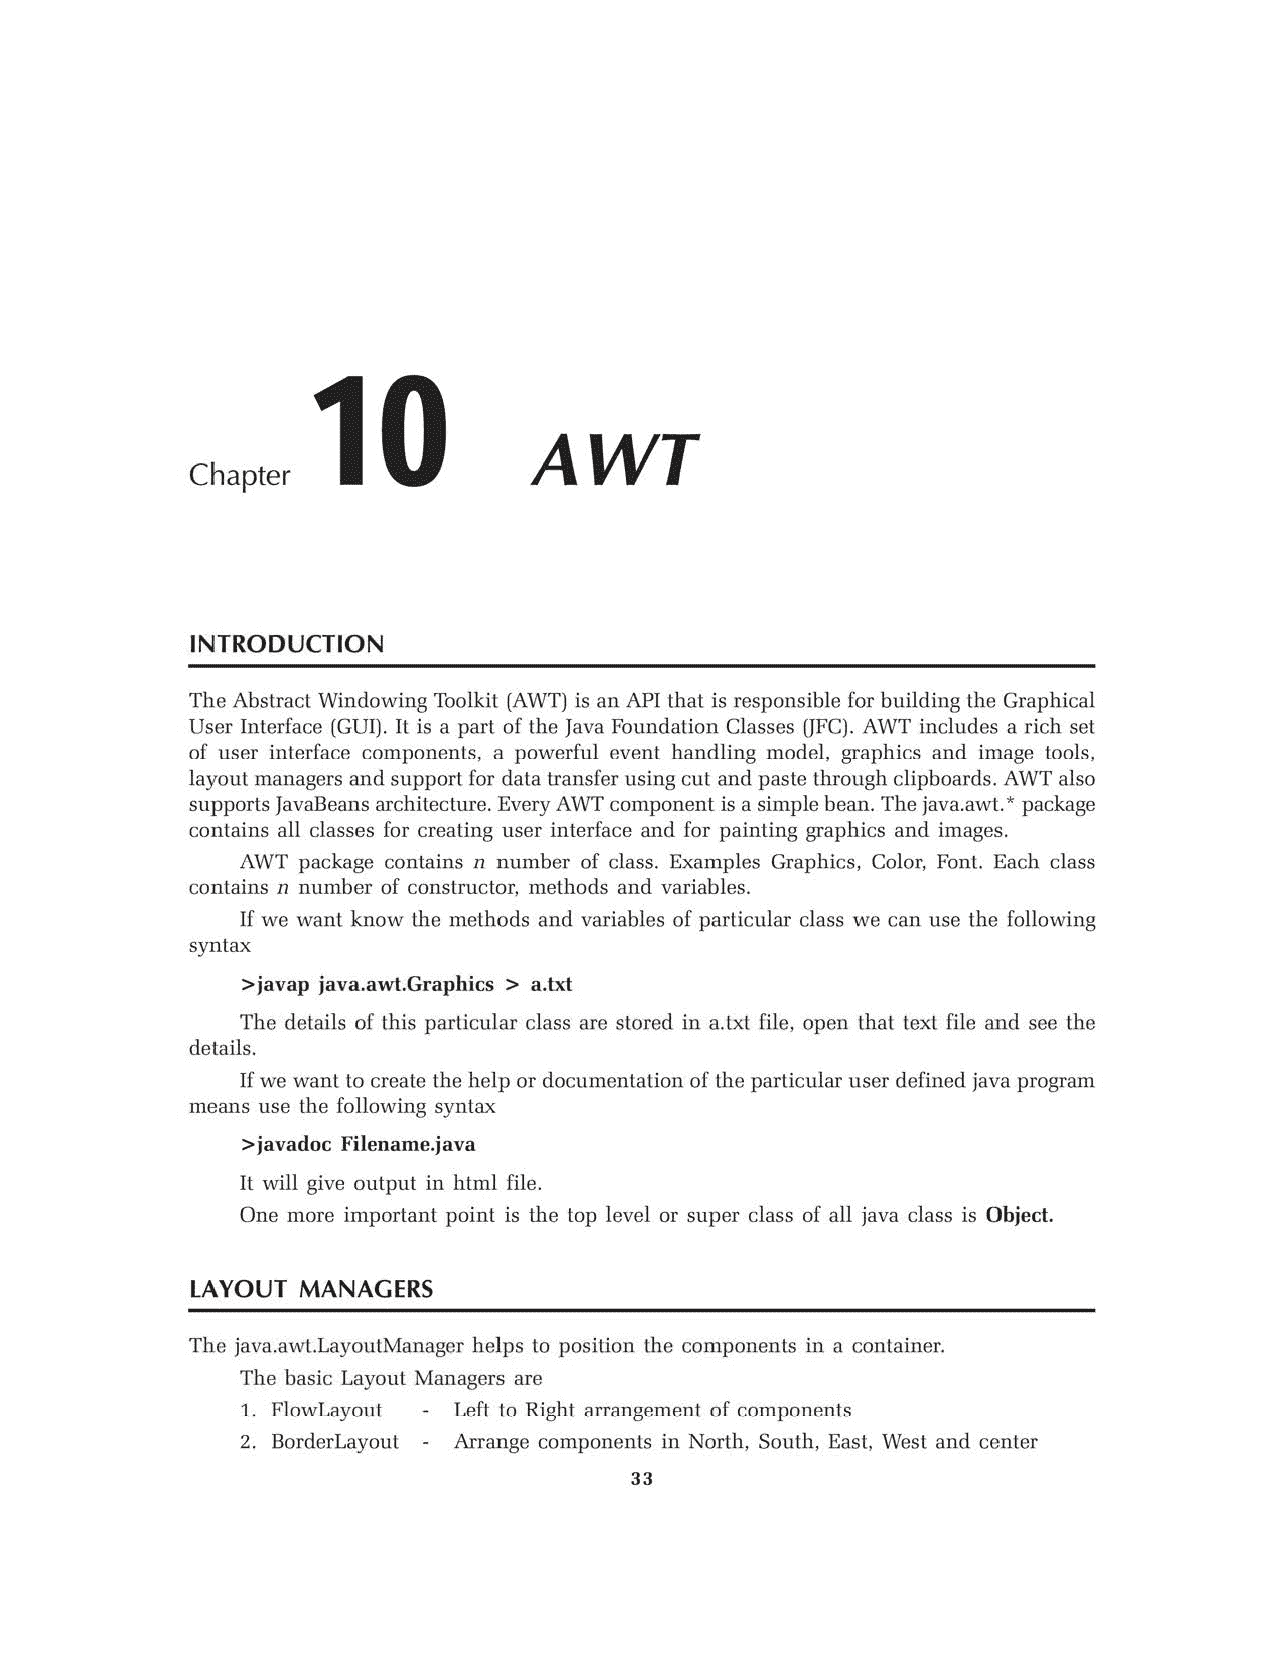 Chapter 10 AWT
INTRODUCTION
The Abstract Windowing Toolkit (AWT) is an API that is responsible for building the Graphical
User Interface (GUI). It is a part of the Java Foundation Classes (JFC). AWT includes a rich set
of user interface components, a powerful event handling model, graphics and image tools,
layout managers and support for data transfer using cut and paste through clipboards. AWT also
supports JavaBeans architecture. Every AWT component is a simple bean. The java.awt.* package
contains all classes for creating user interface and for painting graphics and images.
AWT package contains n number of class. Examples Graphics, Color, Font. Each class
contains n number of constructor, methods and variables.
If we want know the methods and variables of particular class we can use the following
syntax
>javap java.awt.Graphics > a.txt
The details of this particular class are stored in a.txt file, open that text file and see the
details.
If we want to create the help or documentation of the particular user defined java program
means use the following syntax
>javadoc Filename.java
It will give output in html file.
One more important point is the top level or super class of all java class is Object.
LAYOUT MANAGERS
The java.awt.LayoutManager helps to position the components in a container.
The basic Layout Managers are
1. FlowLayout - Left to Right arrangement of components
2. BorderLayout - Arrange components in North, South, East, West and center
33